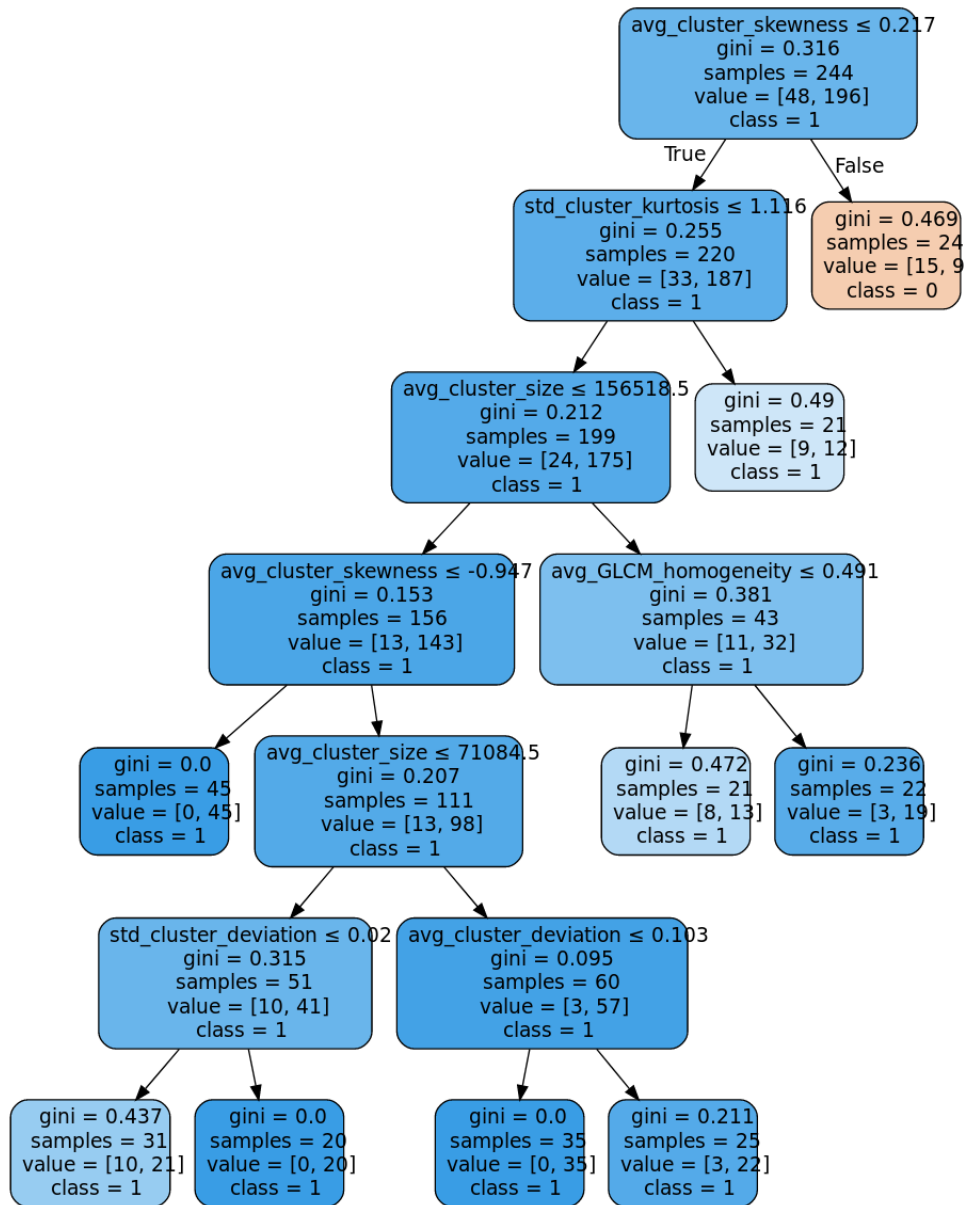 avg_cluster_skewness ≤ 0.217
gini = 0.316
samples = 244
value = [48, 196]
class = 1
True
False
std_cluster_kurtosis ≤ 1.116
gini = 0.255
samples = 220
value = [33, 187]
class = 1
gini = 0.469
samples = 24
value = [15, 9
class = 0
avg_cluster_size ≤ 156518.5
gini = 0.212
samples = 199
value = [24, 175]
class = 1
gini = 0.49
samples = 21
value = [9, 12]
class = 1
avg_cluster_skewness ≤ -0.947
gini = 0.153
samples = 156
value = [13, 143]
class = 1
avg_GLCM_homogeneity ≤ 0.491
gini = 0.381
samples = 43
value = [11, 32]
class = 1
gini = 0.0
samples = 45
value = [0, 45]
class = 1
avg_cluster_size ≤ 71084.5
gini = 0.207
samples = 111
value = [13, 98]
class = 1
gini = 0.472
samples = 21
value = [8, 13]
class = 1
gini = 0.236
samples = 22
value = [3, 19]
class = 1
std_cluster_deviation ≤ 0.02
gini = 0.315
samples = 51
value = [10, 41]
class = 1
avg_cluster_deviation ≤ 0.103
gini = 0.095
samples = 60
value = [3, 57]
class = 1
gini = 0.437
samples = 31
value = [10, 21]
class = 1
gini = 0.0
samples = 20
value = [0, 20]
class = 1
gini = 0.0
samples = 35
value = [0, 35]
class = 1
gini = 0.211
samples = 25
value = [3, 22]
class = 1